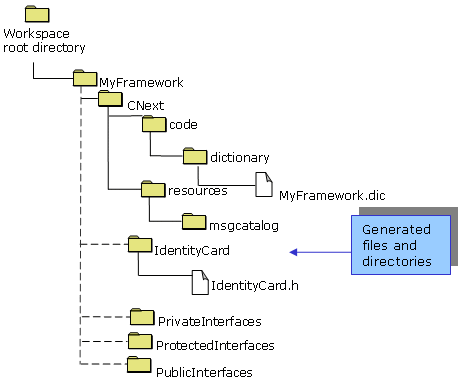 Workspace
root directory
MyFramework
CNext
code
dictionary
MyFramework.dic
resources
msgcatalog
Generated
files and
directories
IdentityCard
IdentityCard.h
PrivateInterfaces
ProtectedInterfaces
PublicInterfaces